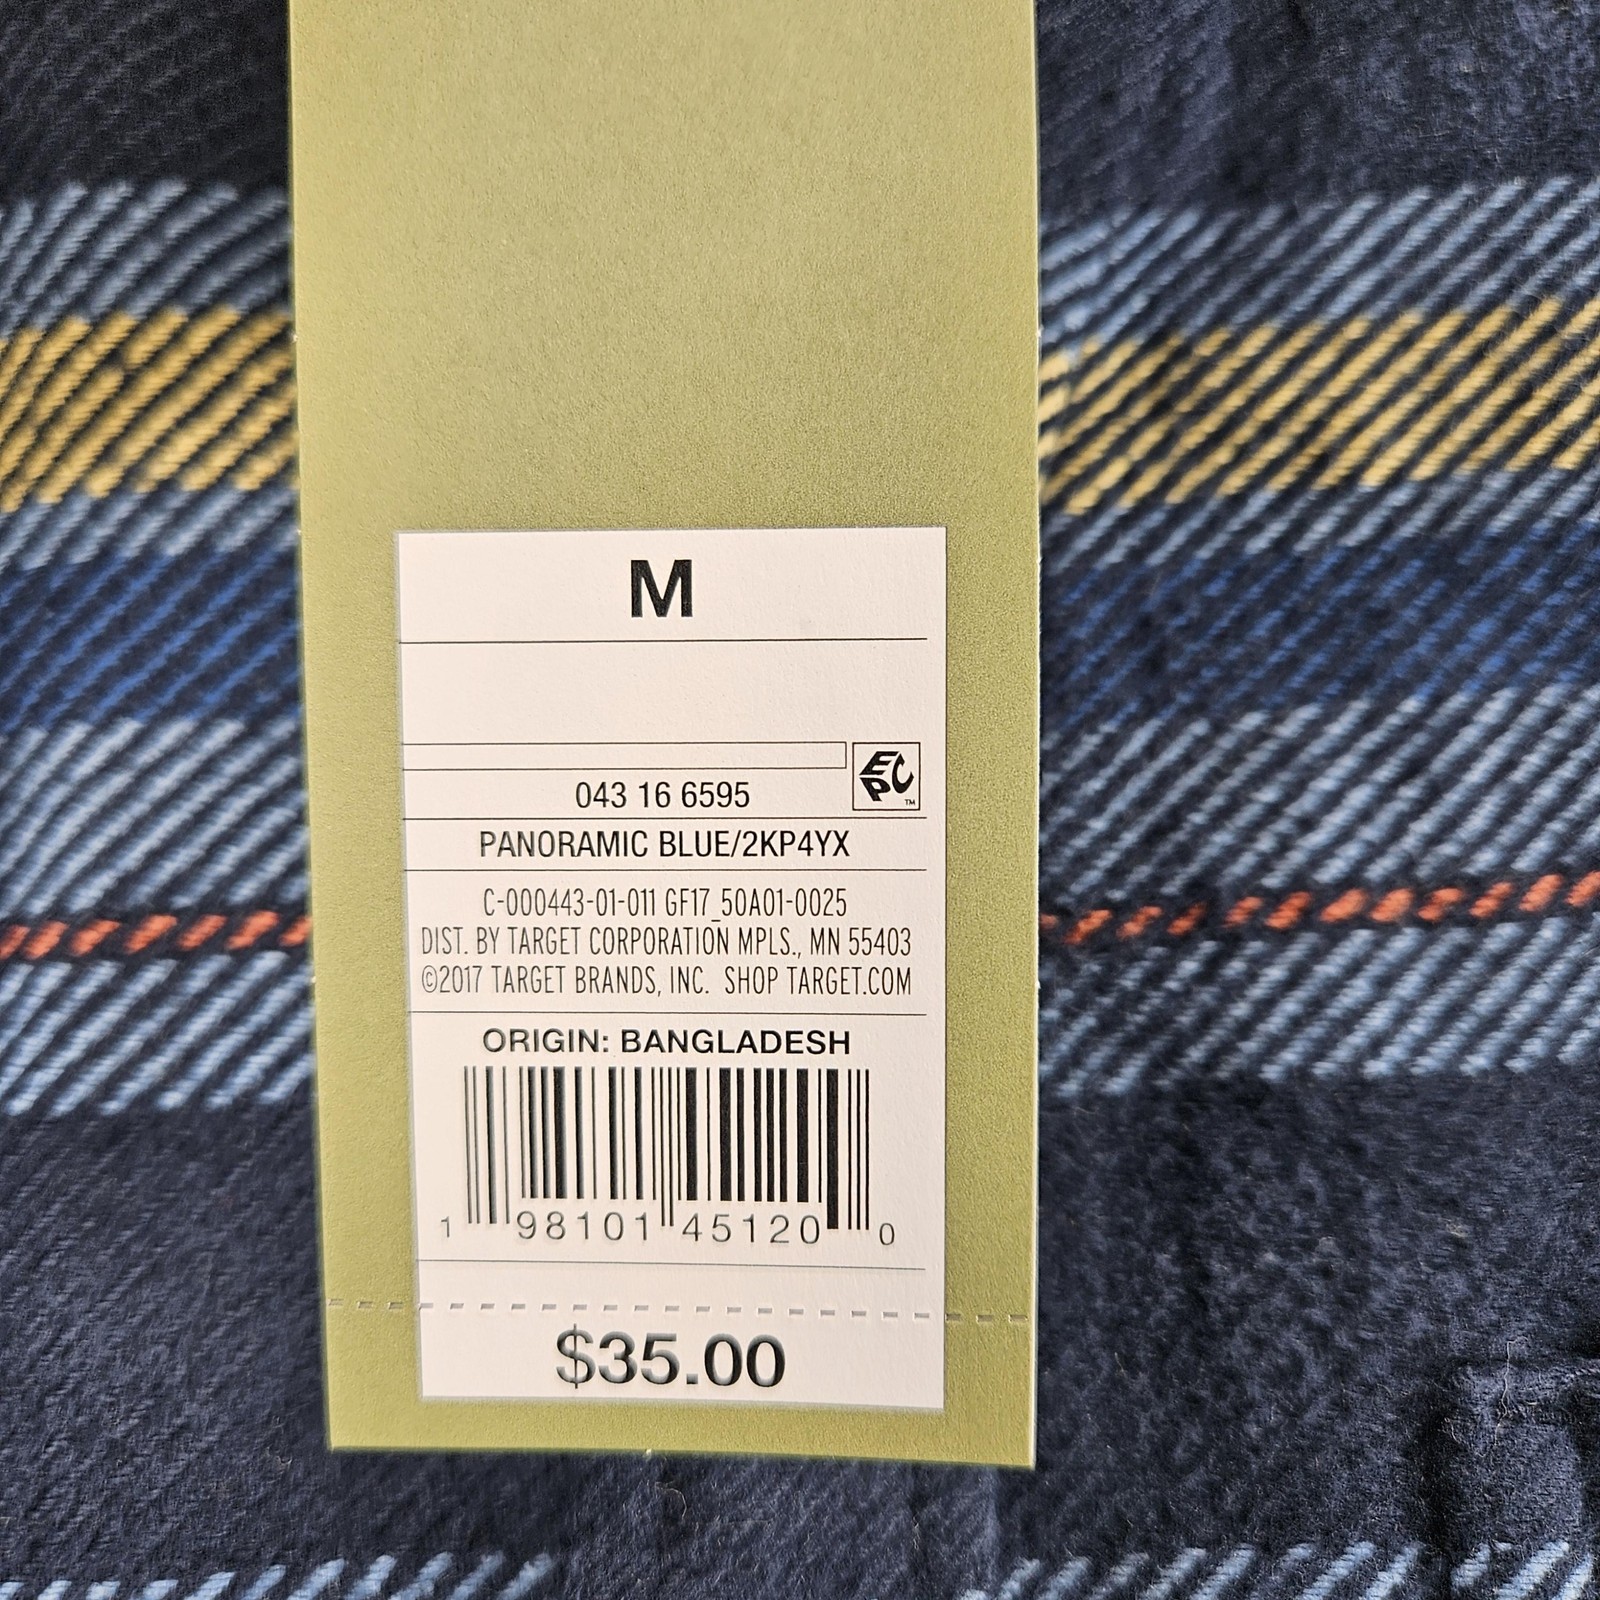 M
EPC™
043 16 6595
PANORAMIC BLUE/2KP4YX
C-000443-01-011 GF17_50A01-0025
DIST. BY TARGET CORPORATION MPLS., MN 55403
©2017 TARGET BRANDS, INC. SHOP TARGET.COM
ORIGIN: BANGLADESH
1 98101 45120 0
$35.00